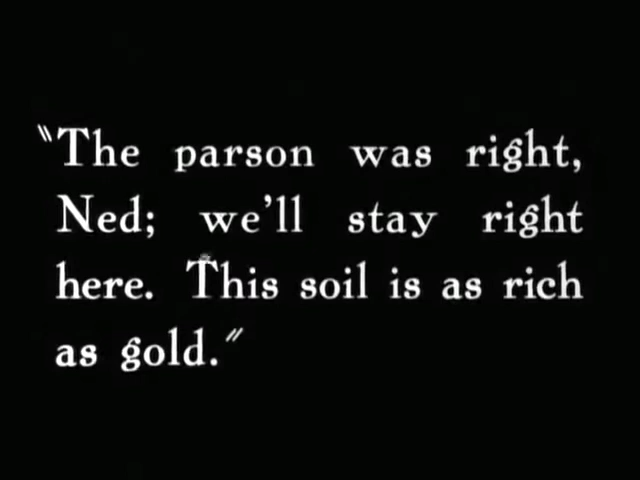 "The parson was right,
Ned; we'll stay right
here. This soil is as rich
as gold."